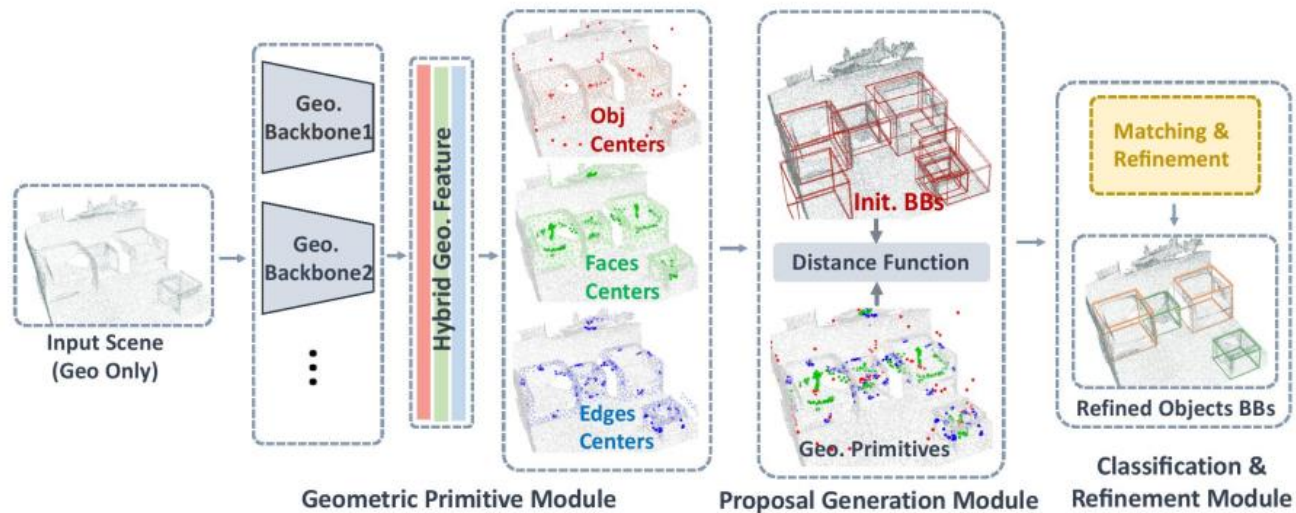 Input Scene
(Geo Only)
Geo.
Backbone1
Geo.
Backbone2
Hybrid Geo. Feature
Obj
Centers
Faces
Centers
Edges
Centers
Geometric Primitive Module
Init. BBs
Distance Function
Geo. Primitives
Proposal Generation Module
Matching &
Refinement
Refined Objects BBs
Classification &
Refinement Module